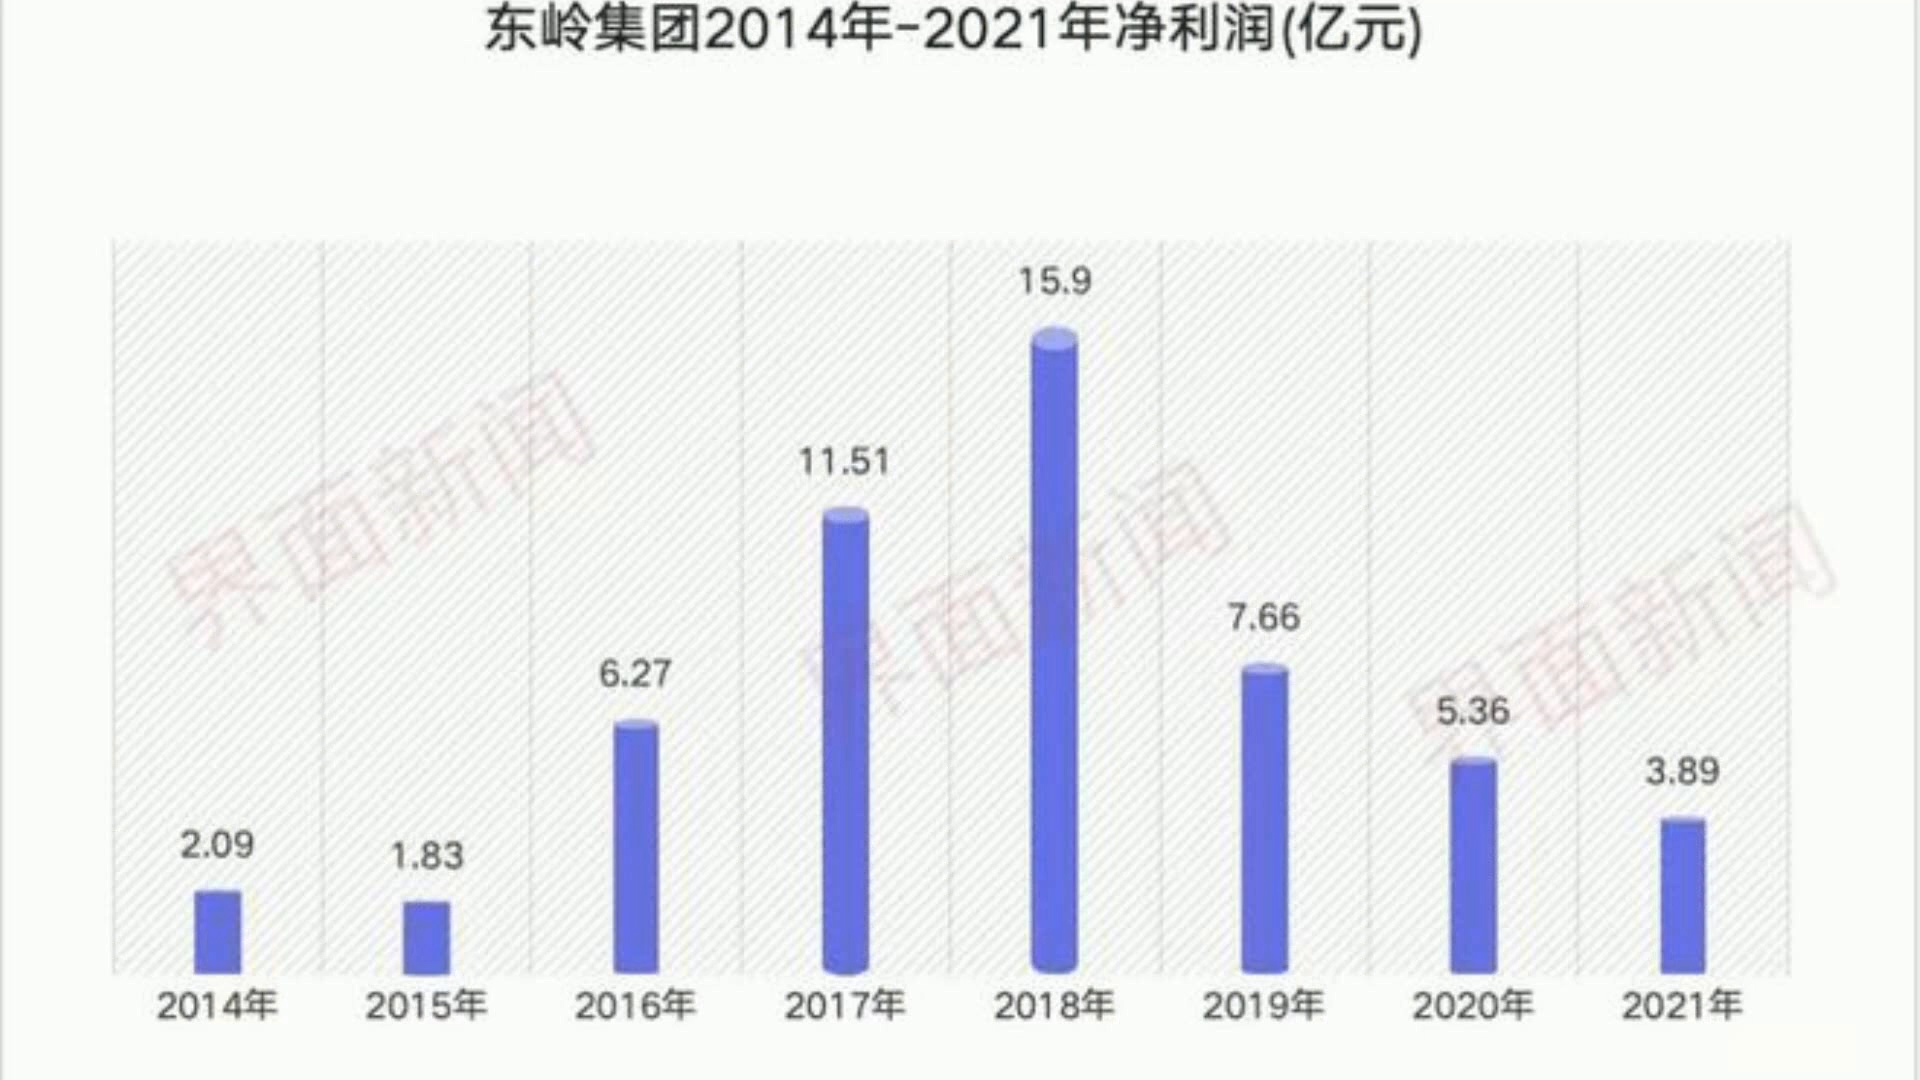 东岭集团2014年-2021年净利润(亿元)
15.9
11.51
7.66
6.27
5.36
3.89
2.09
1.83
界面新闻
界面新闻
界面新闻
2014年 2015年 2016年 2017年 2018年 2019年 2020年 2021年